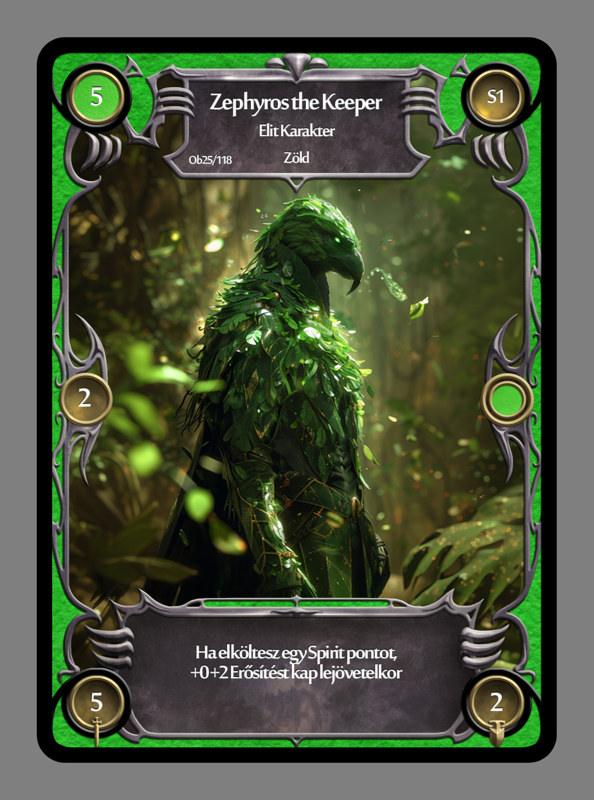 5
S1
Zephyros the Keeper
Elit Karakter
Ob25/118
Zöld
2
Ha elköltesz egy Spirit pontot,
+0+2 Erősítést kap lejövetelkor
5
2